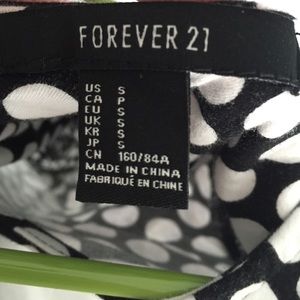 FOREVER 21
US S
CA P
EU S
UK S
KR S
JP S
CN 160/84A
MADE IN CHINA
FABRIQUÉ EN CHINE